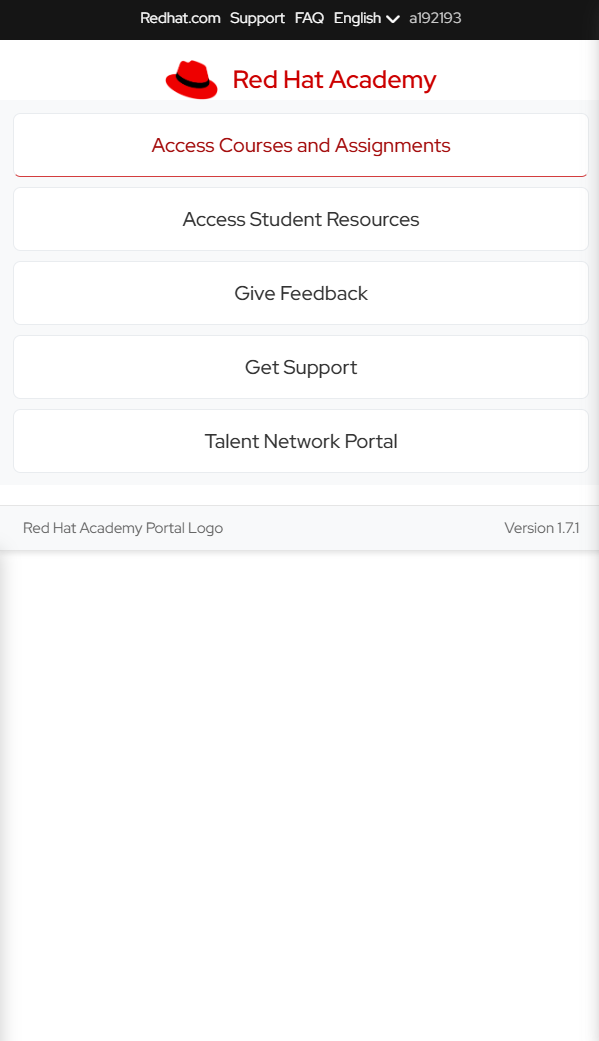 Redhat.com Support FAQ English a192193
Red Hat Academy
Access Courses and Assignments
Access Student Resources
Give Feedback
Get Support
Talent Network Portal
Red Hat Academy Portal Logo Version 1.7.1